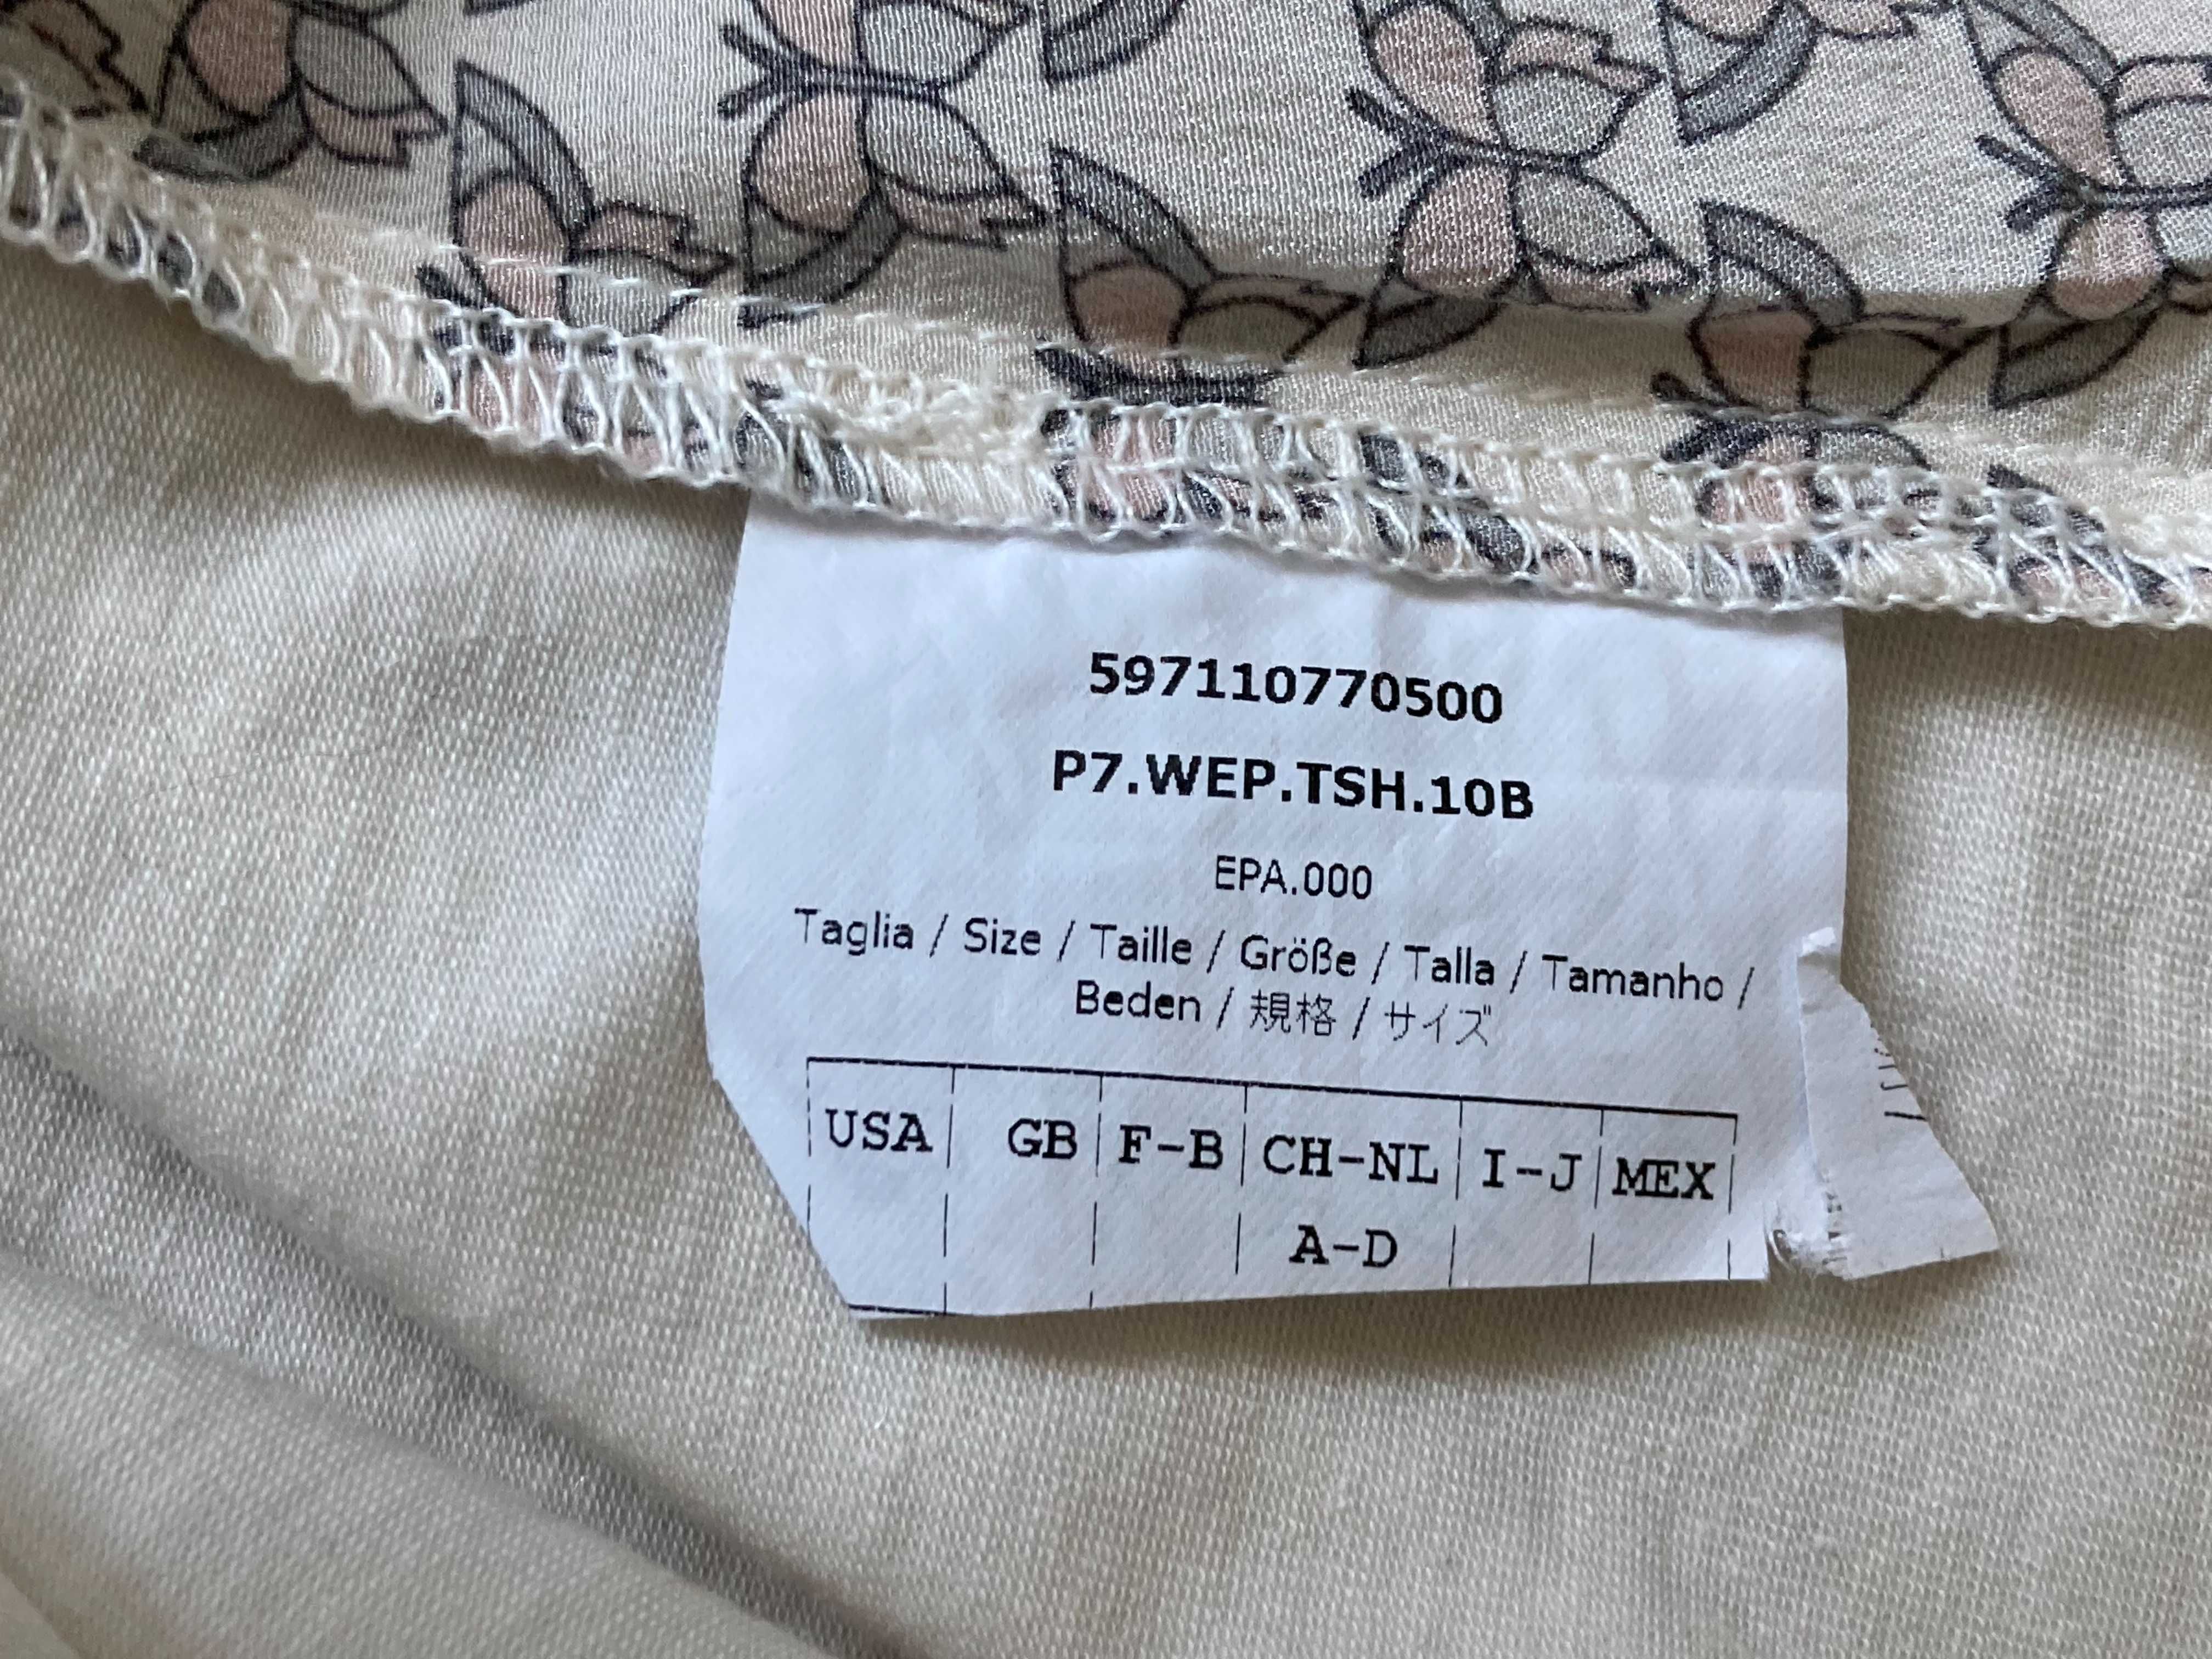 597110770500
P7.WEP.TSH.10B
EPA.000
Taglia / Size / Taille / Größe / Talla / Tamanho /
Beden / 規格 / サイズ
USA GB F-B CH-NL I-J MEX
A-D